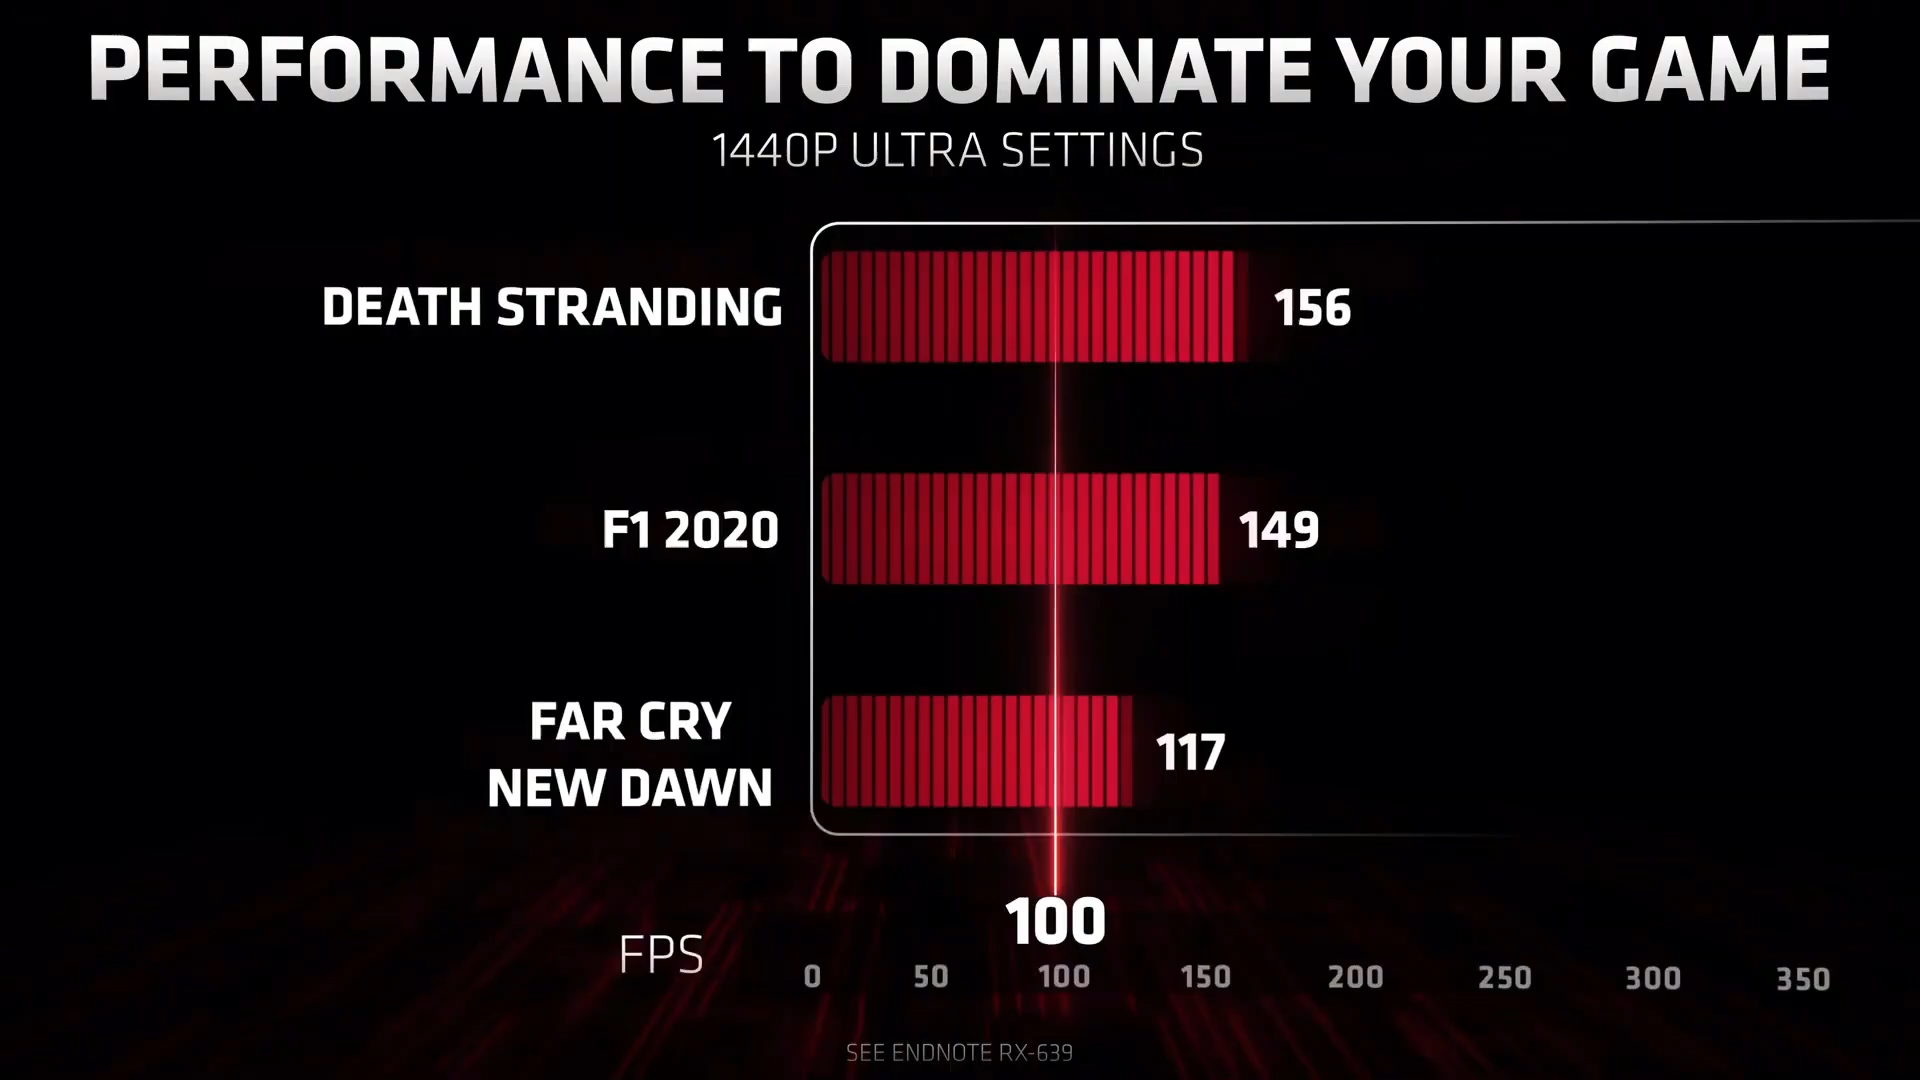 PERFORMANCE TO DOMINATE YOUR GAME
1440P ULTRA SETTINGS
DEATH STRANDING 156
F1 2020 149
FAR CRY
NEW DAWN 117
100
FPS 0 50 100 150 200 250 300 350
SEE ENDNOTE RX-639